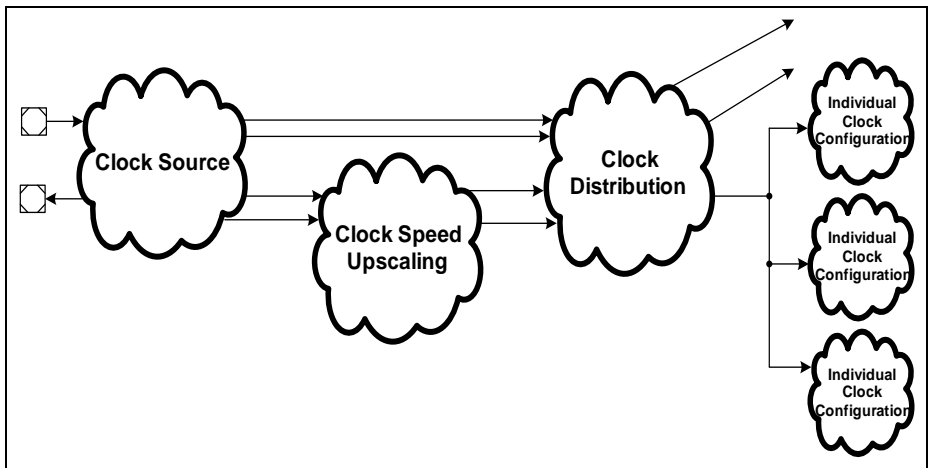 Clock Source
Clock Speed
Upscaling
Clock
Distribution
Individual
Clock
Configuration
Individual
Clock
Configuration
Individual
Clock
Configuration